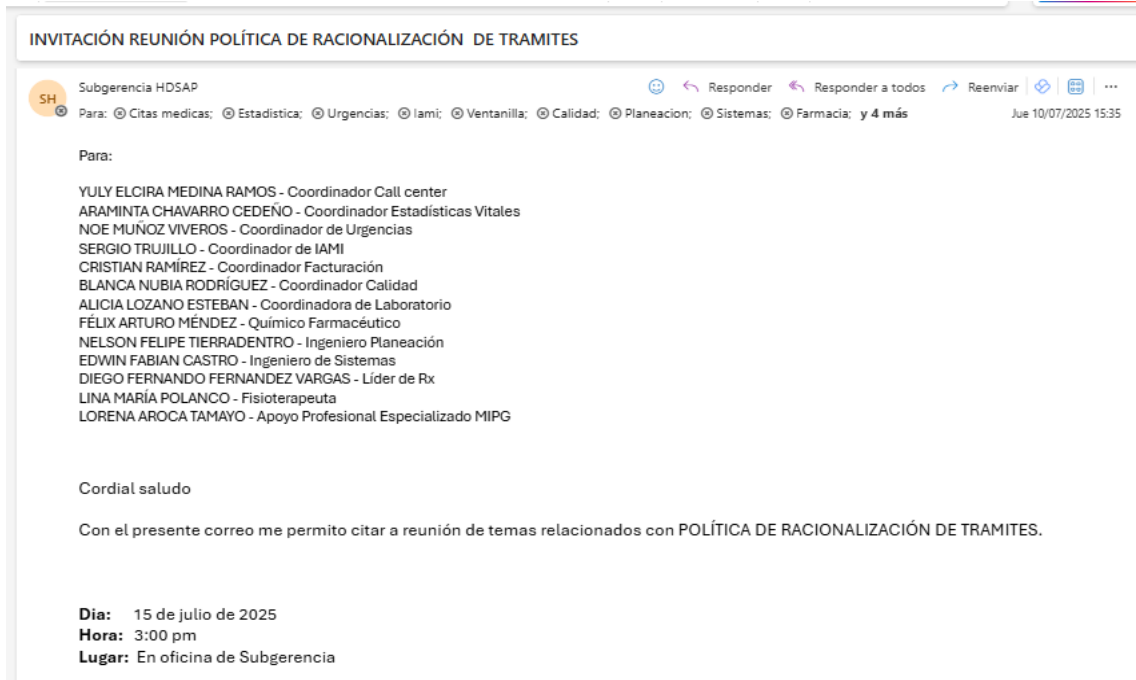 INVITACIÓN REUNIÓN POLÍTICA DE RACIONALIZACIÓN DE TRAMITES
SH
Subgerencia HDSAP
Responder
Responder a todos
Reenviar
Para: Citas medicas; Estadistica; Urgencias; Iami; Ventanilla; Calidad; Planeacion; Sistemas; Farmacia; y 4 más
Jue 10/07/2025 15:35
Para:
YULY ELCIRA MEDINA RAMOS - Coordinador Call center
ARAMINTA CHAVARRO CEDEÑO - Coordinador Estadísticas Vitales
NOE MUÑOZ VIVEROS - Coordinador de Urgencias
SERGIO TRUJILLO - Coordinador de IAMI
CRISTIAN RAMÍREZ - Coordinador Facturación
BLANCA NUBIA RODRÍGUEZ - Coordinador Calidad
ALICIA LOZANO ESTEBAN - Coordinadora de Laboratorio
FÉLIX ARTURO MÉNDEZ - Químico Farmacéutico
NELSON FELIPE TIERRADENTRO - Ingeniero Planeación
EDWIN FABIAN CASTRO - Ingeniero de Sistemas
DIEGO FERNANDO FERNANDEZ VARGAS - Líder de Rx
LINA MARÍA POLANCO - Fisioterapeuta
LORENA AROCA TAMAYO - Apoyo Profesional Especializado MIPG
Cordial saludo
Con el presente correo me permito citar a reunión de temas relacionados con POLÍTICA DE RACIONALIZACIÓN DE TRAMITES.
Dia: 15 de julio de 2025
Hora: 3:00 pm
Lugar: En oficina de Subgerencia